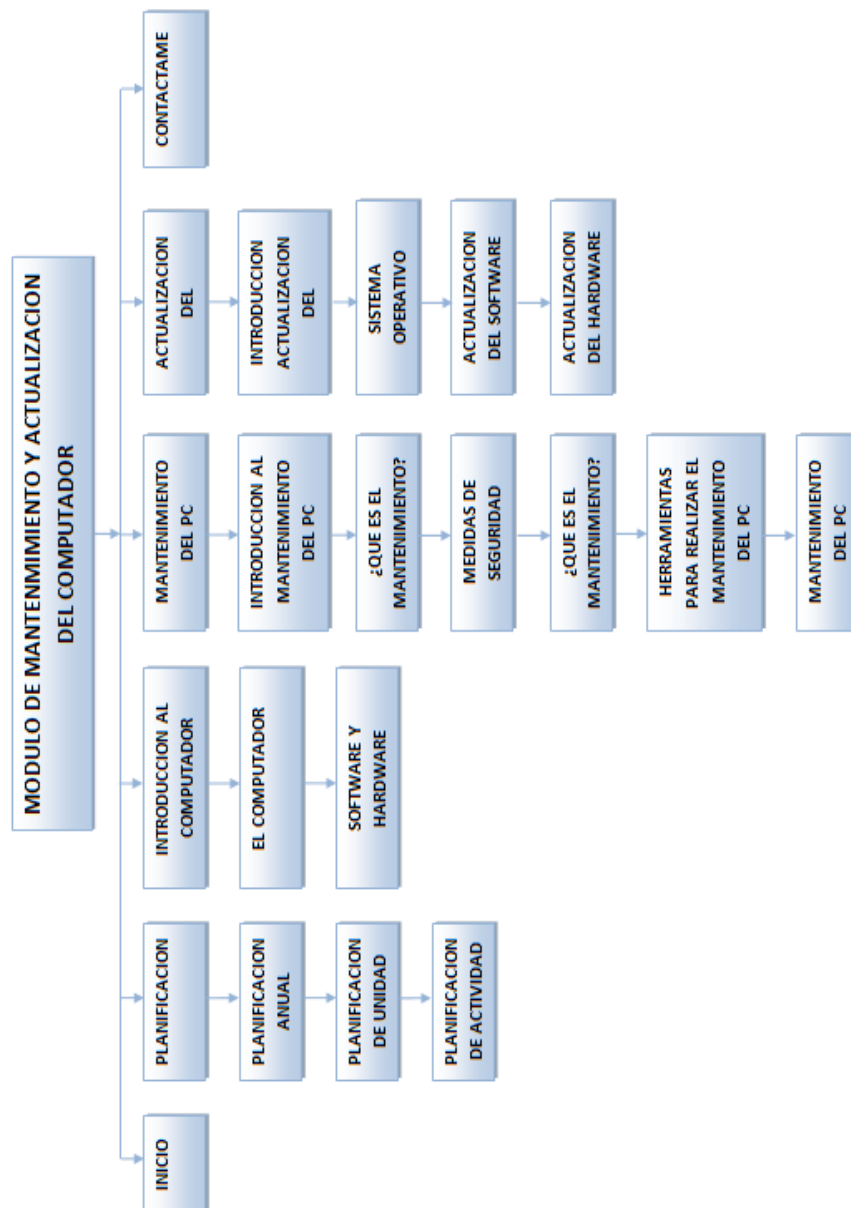 MODULO DE MANTENMIMIENTO Y ACTUALIZACION
DEL COMPUTADOR
INICIO
PLANIFICACION
PLANIFICACION
ANUAL
PLANIFICACION
DE UNIDAD
PLANIFICACION
DE ACTIVIDAD
INTRODUCCION AL
COMPUTADOR
EL COMPUTADOR
SOFTWARE Y
HARDWARE
MANTENIMIENTO
DEL PC
INTRODUCCION AL
MANTENIMIENTO
DEL PC
¿QUE ES EL
MANTENIMIENTO?
MEDIDAS DE
SEGURIDAD
¿QUE ES EL
MANTENIMIENTO?
HERRAMIENTAS
PARA REALIZAR EL
MANTENIMIENTO
DEL PC
MANTENIMIENTO
DEL PC
ACTUALIZACION
DEL
INTRODUCCION
ACTUALIZACION
DEL
SISTEMA
OPERATIVO
ACTUALIZACION
DEL SOFTWARE
ACTUALIZACION
DEL HARDWARE
CONTACTAME